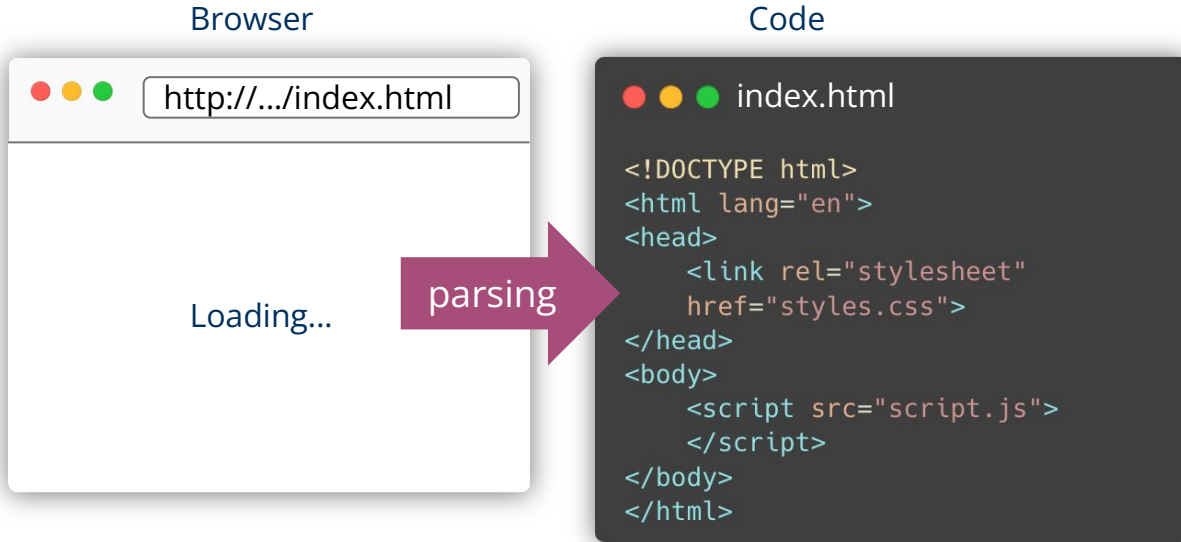 Browser
Code
http://.../index.html
Loading...
parsing
index.html
<!DOCTYPE html>
<html lang="en">
<head>
    <link rel="stylesheet"
    href="styles.css">
</head>
<body>
    <script src="script.js">
    </script>
</body>
</html>